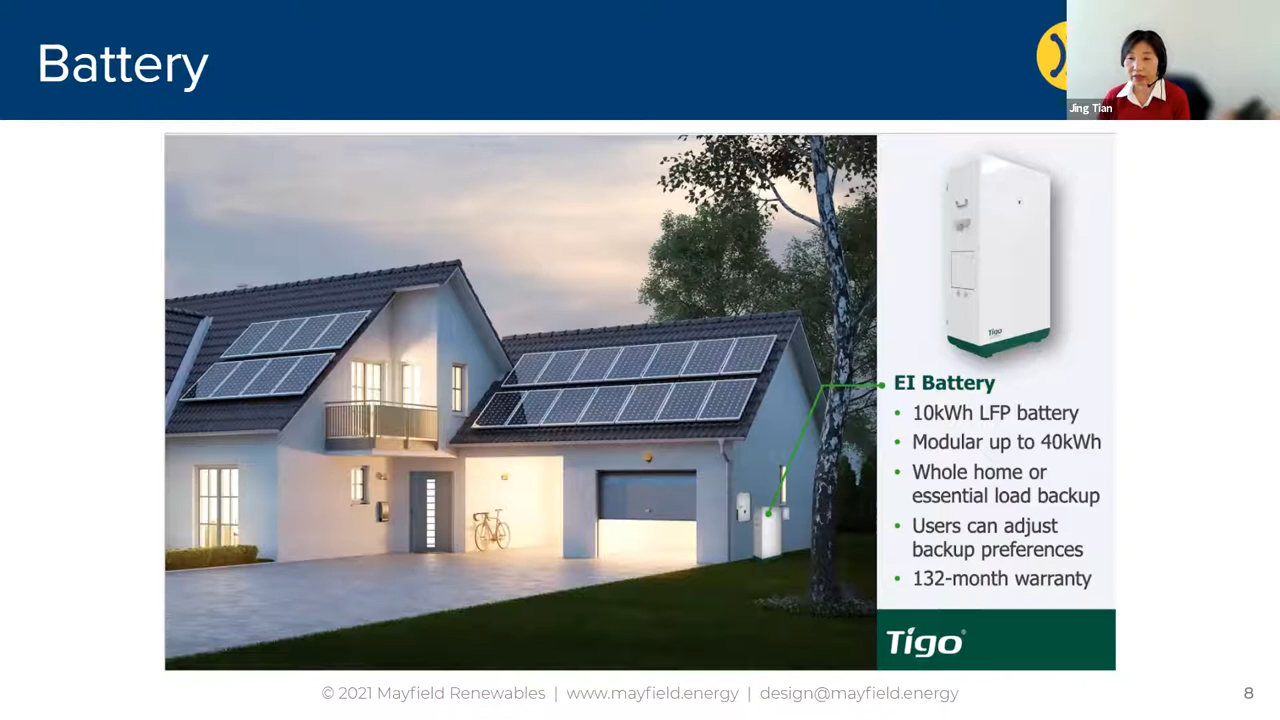 Battery
Jing Tian
Tigo
EI Battery
• 10kWh LFP battery
• Modular up to 40kWh
• Whole home or
essential load backup
• Users can adjust
backup preferences
• 132-month warranty
Tigo®
© 2021 Mayfield Renewables | www.mayfield.energy | design@mayfield.energy
8